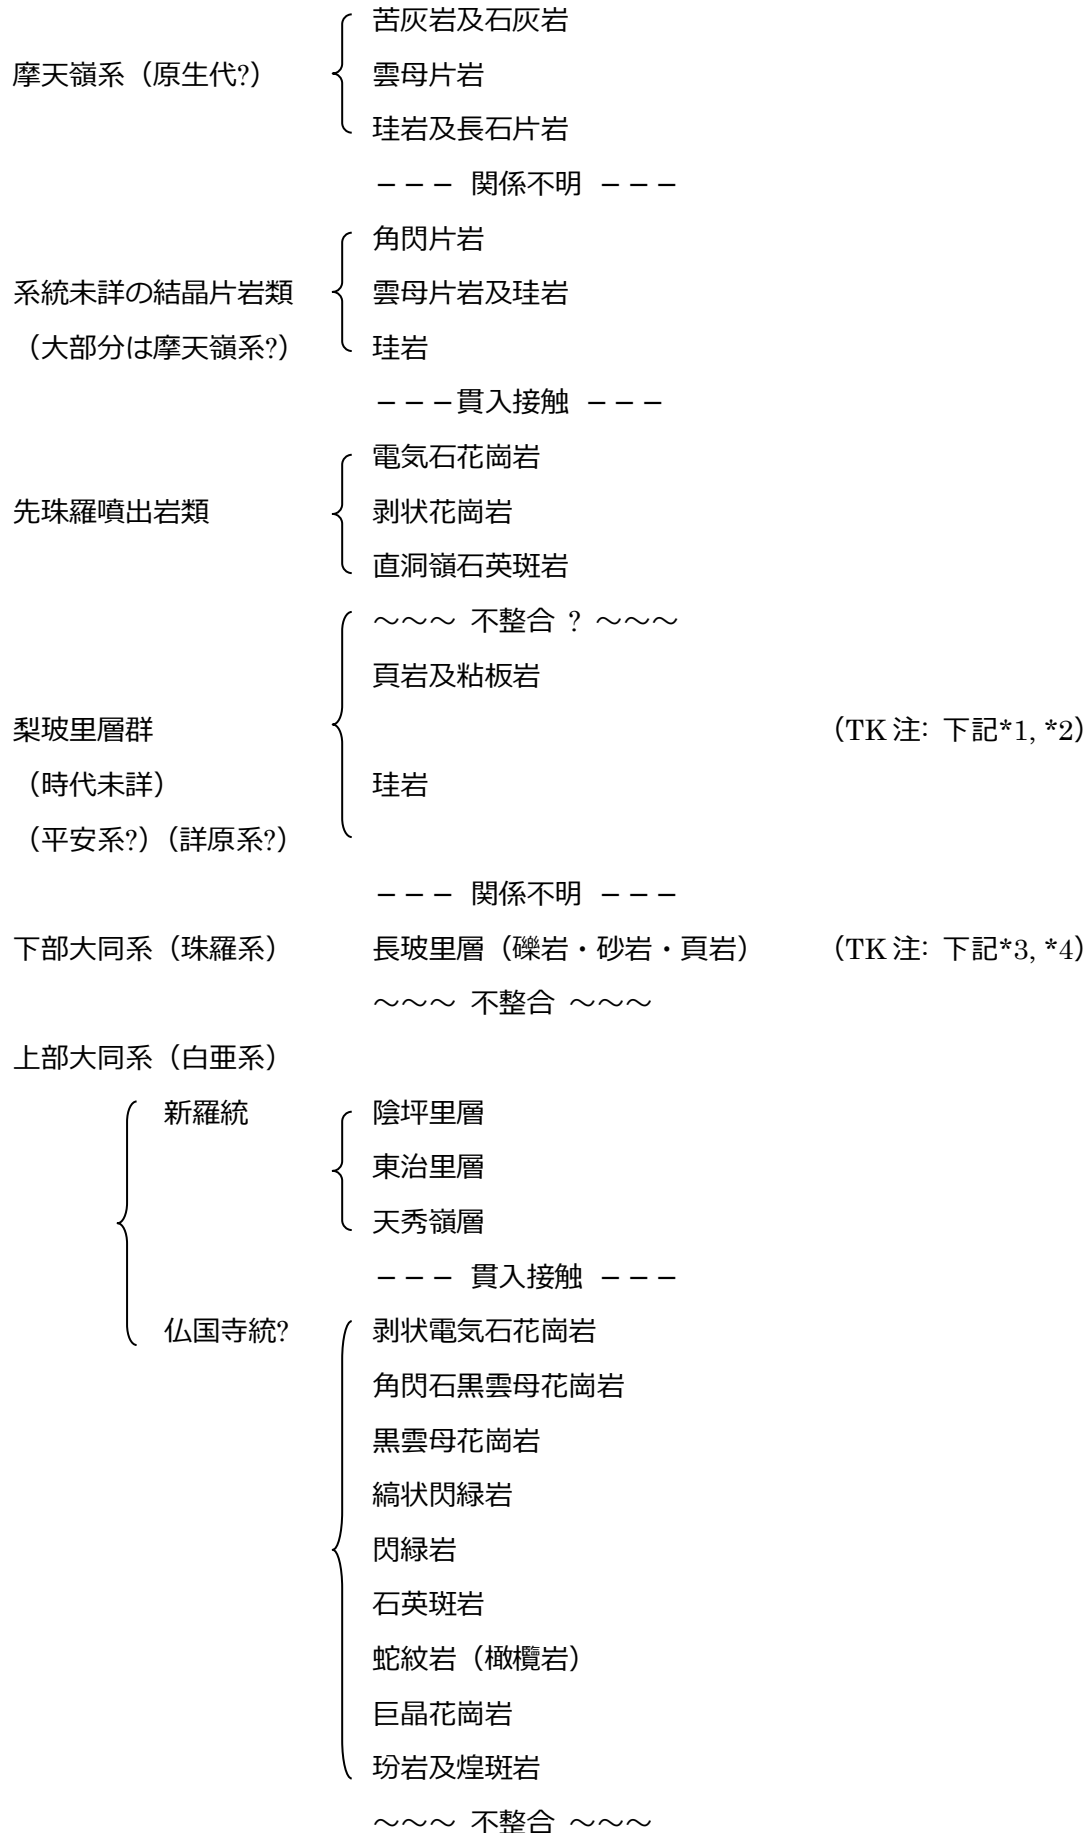 苦灰岩及石灰岩
摩天嶺系（原生代?） 雲母片岩
珪岩及長石片岩
－－－ 関係不明 －－－
角閃片岩
系統未詳の結晶片岩類 雲母片岩及珪岩
（大部分は摩天嶺系?） 珪岩
－－－貫入接触 －－－
電気石花崗岩
先珠羅噴出岩類 剥状花崗岩
直洞嶺石英斑岩
～～～ 不整合 ? ～～～
頁岩及粘板岩
梨玻里層群 （TK 注: 下記*1, *2）
（時代未詳） 珪岩
（平安系?）（詳原系?）
－－－ 関係不明 －－－
下部大同系（珠羅系） 長玻里層（礫岩・砂岩・頁岩） （TK 注: 下記*3, *4）
～～～ 不整合 ～～～
上部大同系（白亜系）
新羅統 陰坪里層
東治里層
天秀嶺層
－－－ 貫入接触 －－－
仏国寺統? 剥状電気石花崗岩
角閃石黒雲母花崗岩
黒雲母花崗岩
縞状閃緑岩
閃緑岩
石英斑岩
蛇紋岩（橄欖岩）
巨晶花崗岩
玢岩及煌斑岩
～～～ 不整合 ～～～